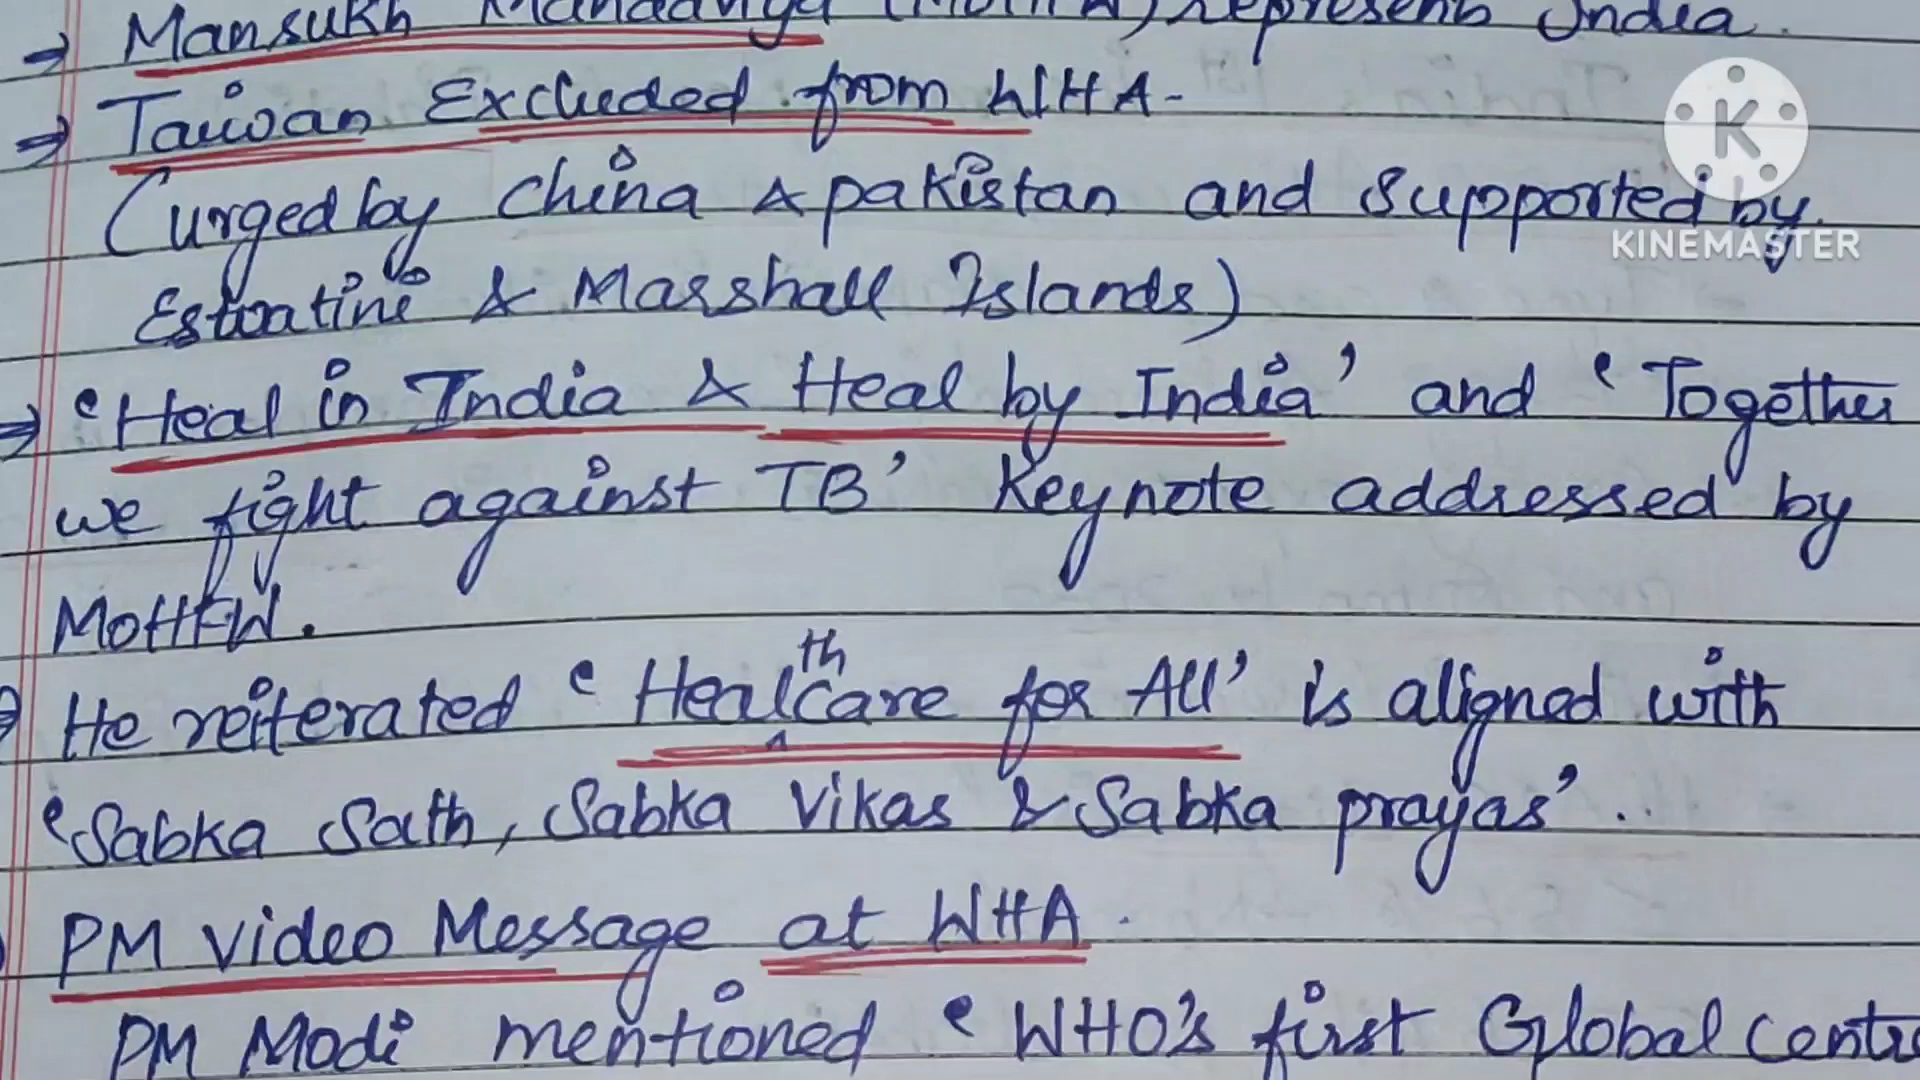 → Mansukh Mandaviya (MoHFW) represents India.
→ Taiwan Excluded from WHA-
(urged by China & pakistan and supported by
Estwatini & Marshall Islands)
→ 'Heal in India & Heal by India' and 'Together
we fight against TB' Keynote addressed by
MoHFW.
He reiterated 'Healthcare for All' is aligned with
'Sabka Sath, Sabka Vikas & Sabka prayas'..
PM video Message at WHA.
PM Modi mentioned 'WHO's first Global centre
K
KINEMASTER